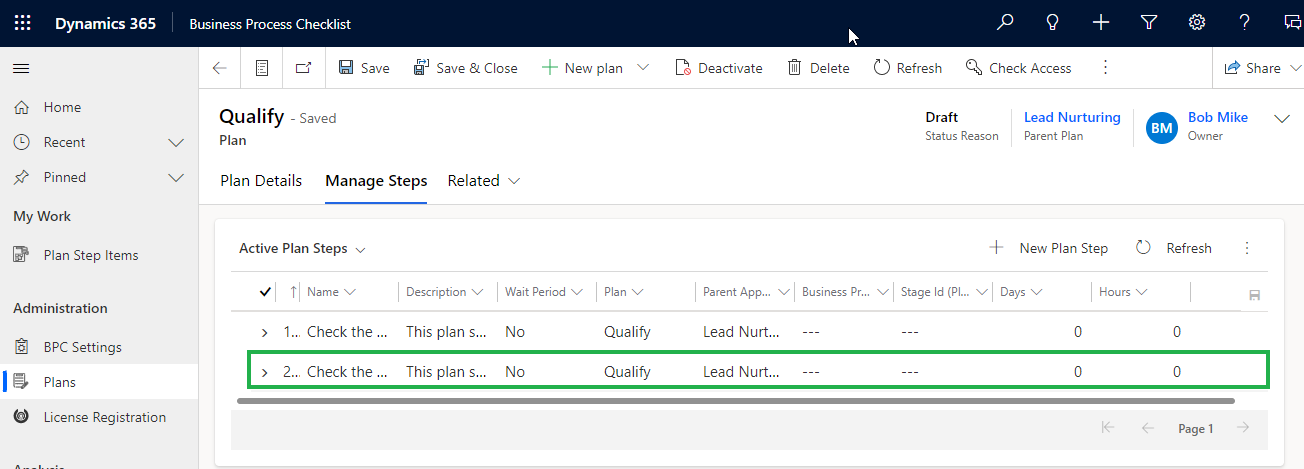 Dynamics 365 Business Process Checklist
Save Save & Close New plan Deactivate Delete Refresh Check Access Share
Home
Recent
Pinned
My Work
Plan Step Items
Administration
BPC Settings
Plans
License Registration
Analysis
Qualify - Saved
Plan
Draft
Status Reason
Lead Nurturing
Parent Plan
BM
Bob Mike
Owner
Plan Details Manage Steps Related
Active Plan Steps New Plan Step Refresh
Name Description Wait Period Plan Parent App... Business Pr... Stage Id (Pl... Days Hours
1... Check the ... This plan s... No Qualify Lead Nurt... --- --- 0 0
2... Check the ... This plan s... No Qualify Lead Nurt... --- --- 0 0
Page 1